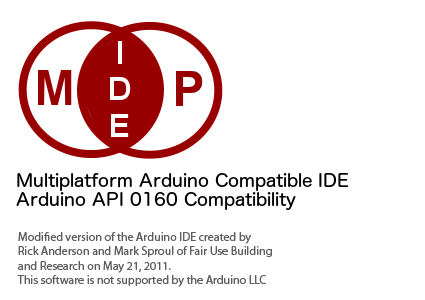 M IDE P
Multiplatform Arduino Compatible IDE
Arduino API 0160 Compatibility
Modified version of the Arduino IDE created by
Rick Anderson and Mark Sproul of Fair Use Building
and Research on May 21, 2011.
This software is not supported by the Arduino LLC